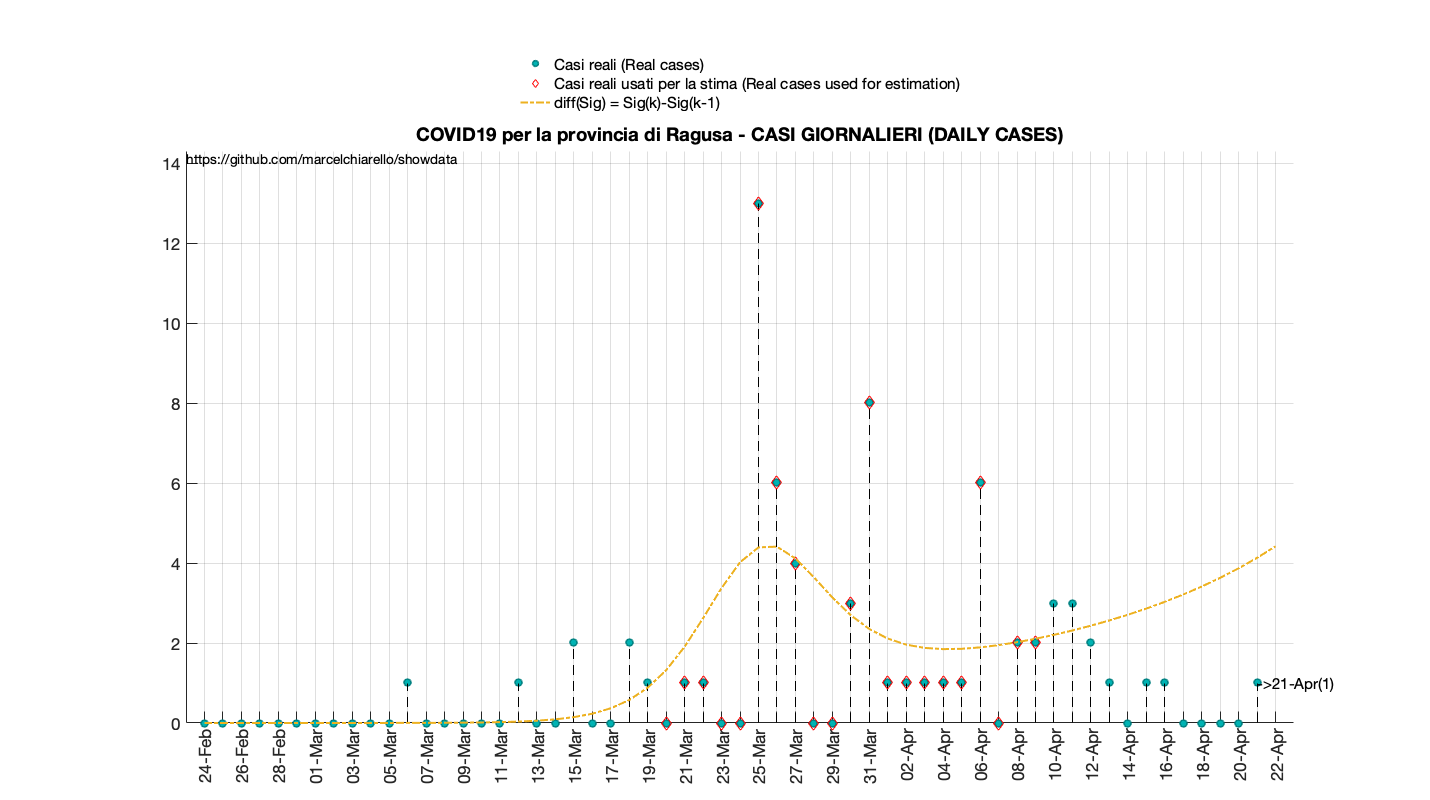 Casi reali (Real cases)
Casi reali usati per la stima (Real cases used for estimation)
diff(Sig) = Sig(k)-Sig(k-1)
COVID19 per la provincia di Ragusa - CASI GIORNALIERI (DAILY CASES)
https://github.com/marcelchiarello/showdata
14
12
10
8
6
4
2
0
->21-Apr(1)
24-Feb
26-Feb
28-Feb
01-Mar
03-Mar
05-Mar
07-Mar
09-Mar
11-Mar
13-Mar
15-Mar
17-Mar
19-Mar
21-Mar
23-Mar
25-Mar
27-Mar
29-Mar
31-Mar
02-Apr
04-Apr
06-Apr
08-Apr
10-Apr
12-Apr
14-Apr
16-Apr
18-Apr
20-Apr
22-Apr